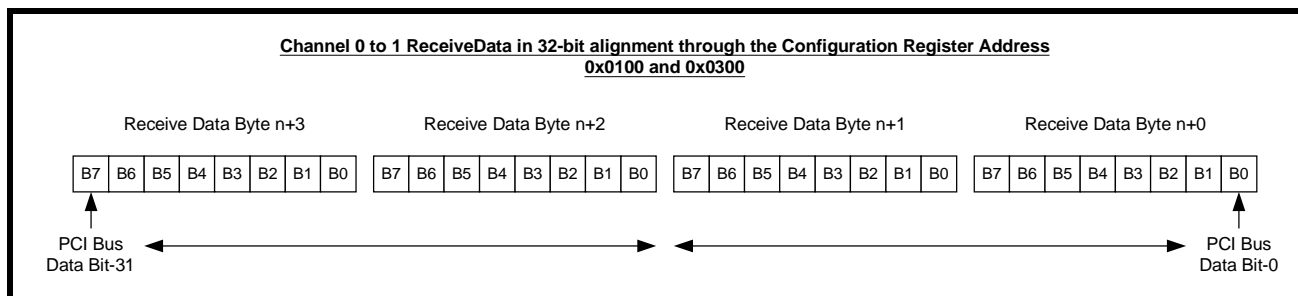 Channel 0 to 1 ReceiveData in 32-bit alignment through the Configuration Register Address
0x0100 and 0x0300
Receive Data Byte n+3 Receive Data Byte n+2 Receive Data Byte n+1 Receive Data Byte n+0
B7 B6 B5 B4 B3 B2 B1 B0 B7 B6 B5 B4 B3 B2 B1 B0 B7 B6 B5 B4 B3 B2 B1 B0 B7 B6 B5 B4 B3 B2 B1 B0
PCI Bus PCI Bus
Data Bit-31 Data Bit-0